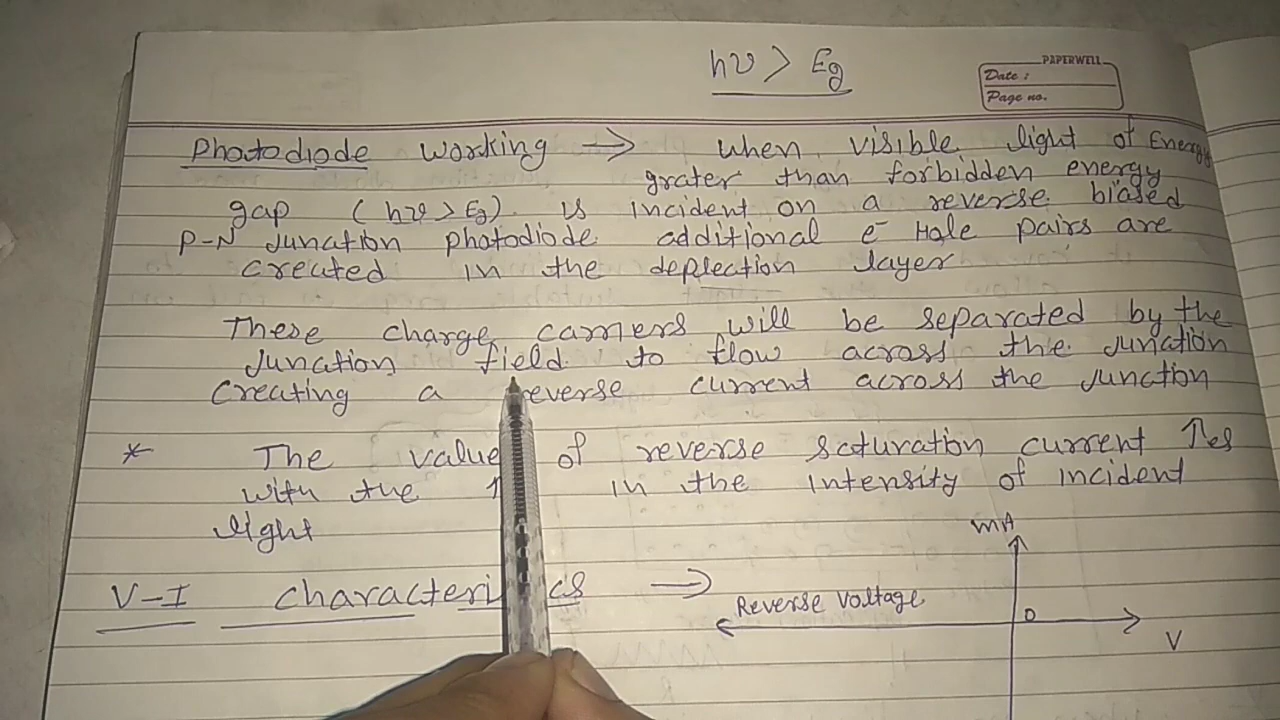 hν > Eg
PAPERWELL
Date :
Page no.
Photodiode working → when visible light of Energy
grater than forbidden energy
gap (hν > Eg) is incident on a reverse biased
P-N Junction photodiode additional e⁻ Hole pairs are
created in the deplection layer
These charge carriers will be separated by the
Junction field to flow across the junction
creating a reverse current across the Junction
* The value of reverse saturation current ↑es
with the in the intensity of incident
light
V-I characteri cs →
mA
Reverse voltage
O
V